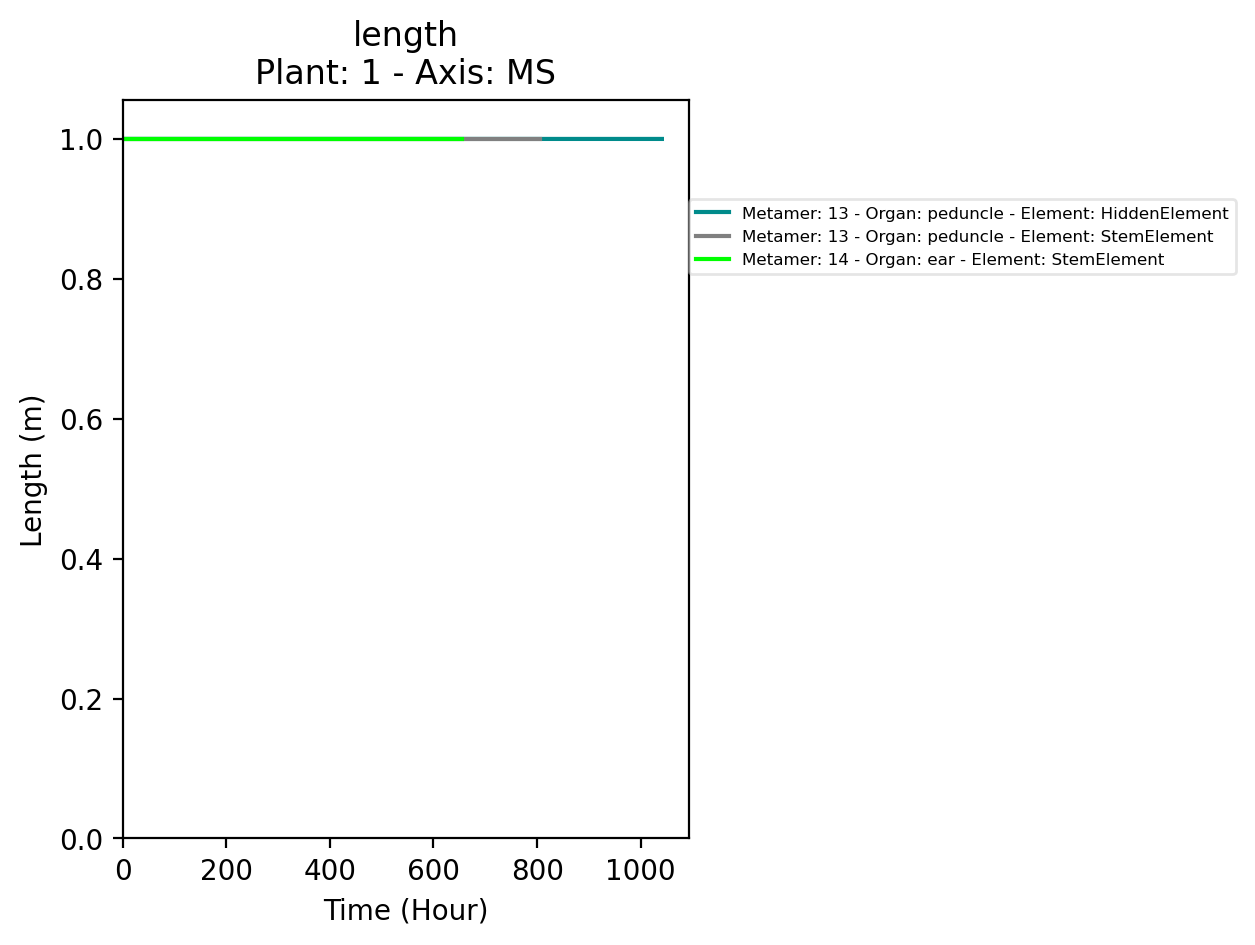 length
Plant: 1 - Axis: MS
1.0
0.8
0.6
0.4
0.2
0.0
Length (m)
Metamer: 13 - Organ: peduncle - Element: HiddenElement
Metamer: 13 - Organ: peduncle - Element: StemElement
Metamer: 14 - Organ: ear - Element: StemElement
0 200 400 600 800 1000
Time (Hour)